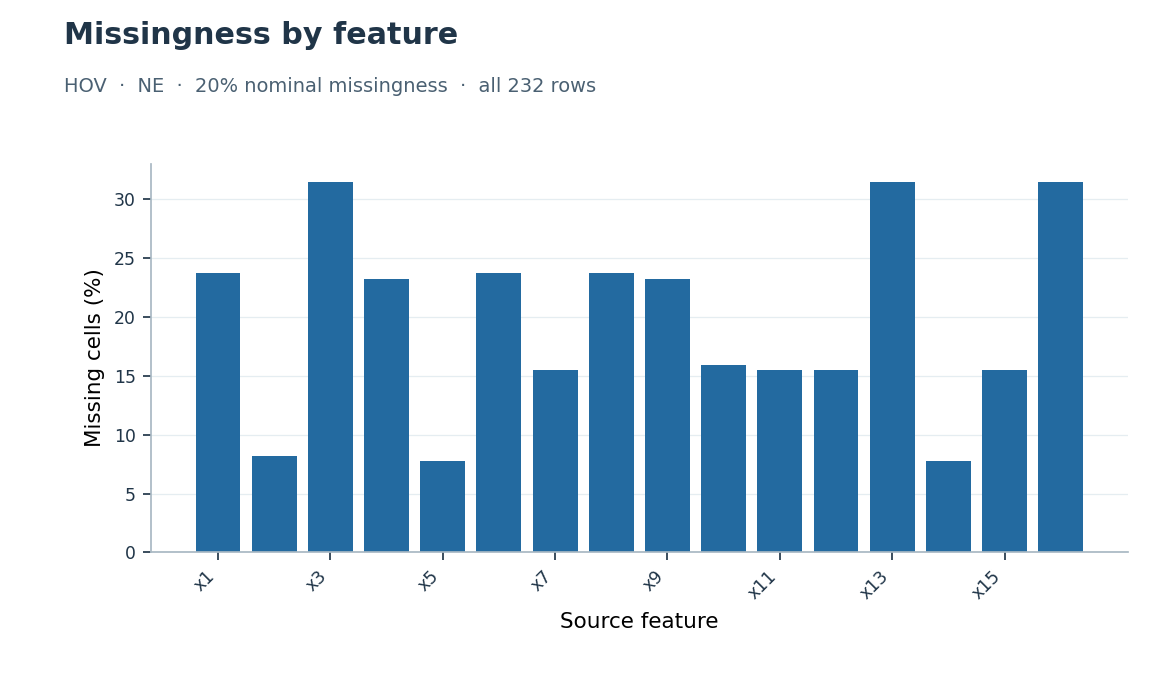 Missingness by feature
HOV · NE · 20% nominal missingness · all 232 rows
Missing cells (%)
30
25
20
15
10
5
0
x1 x3 x5 x7 x9 x11 x13 x15
Source feature